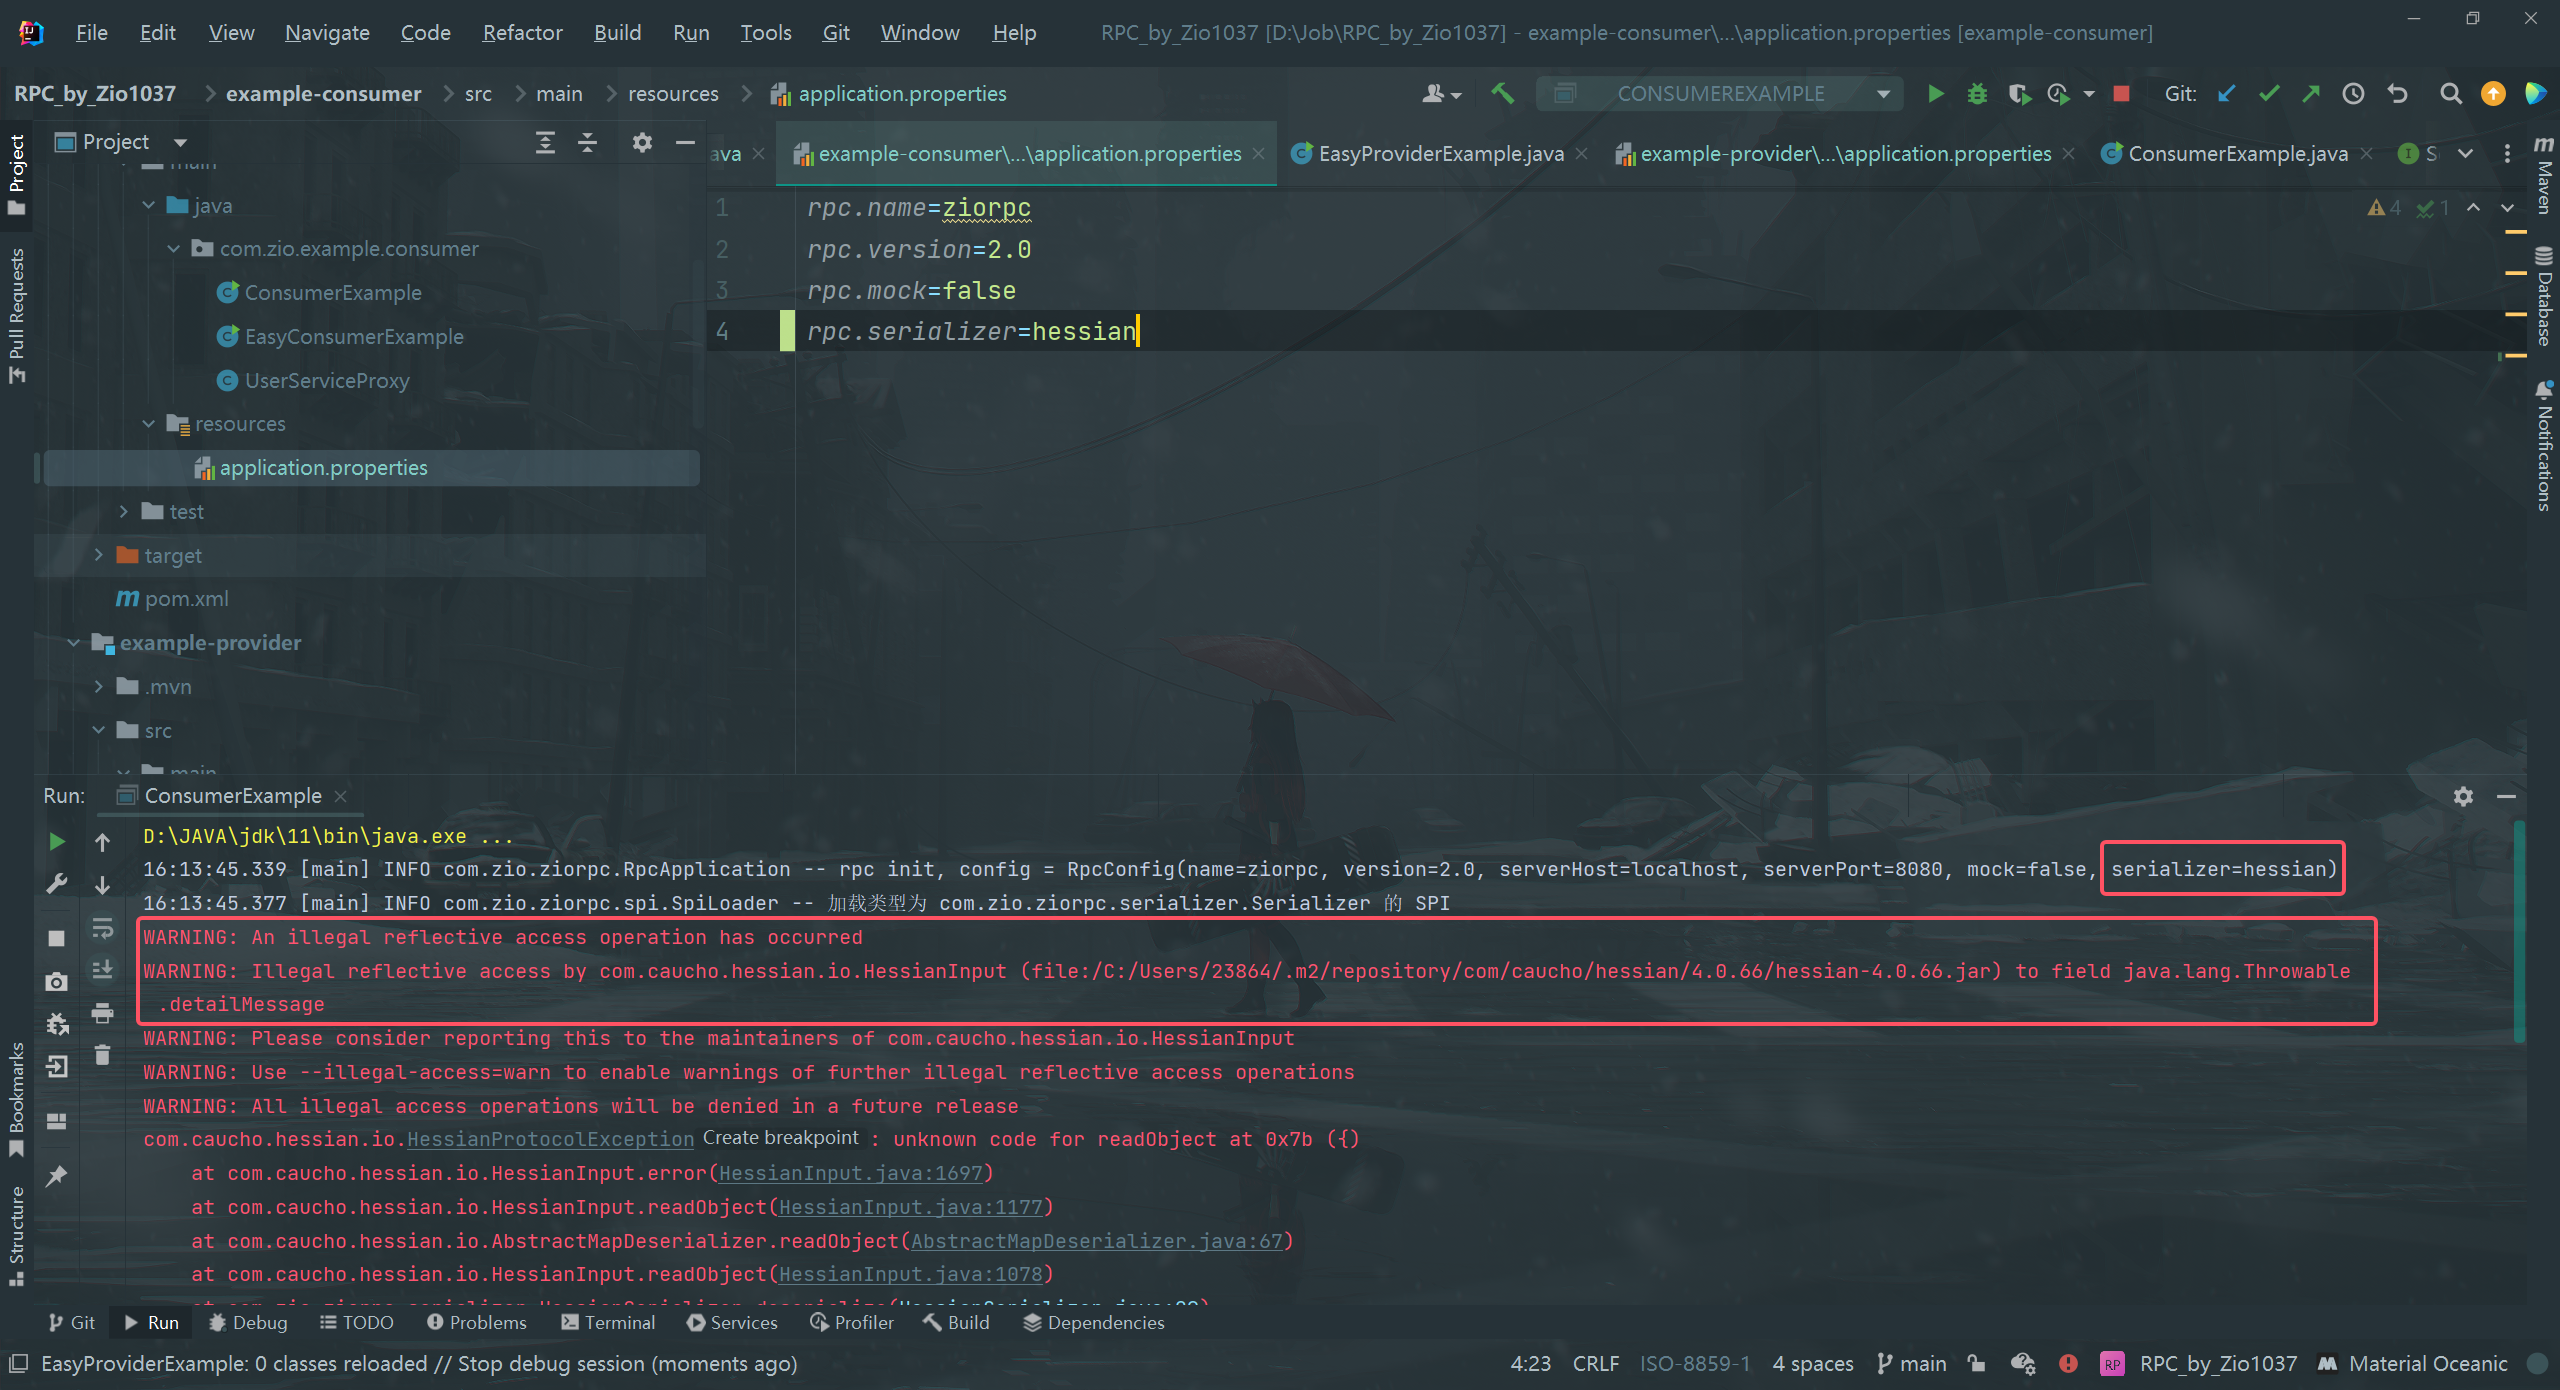 File Edit View Navigate Code Refactor Build Run Tools Git Window Help RPC_by_Zio1037 [D:\Job\RPC_by_Zio1037] - example-consumer\...\application.properties [example-consumer]
RPC_by_Zio1037 example-consumer src main resources application.properties CONSUMEREXAMPLE Git:
Project
ava example-consumer\...\application.properties EasyProviderExample.java example-provider\...\application.properties ConsumerExample.java
main
java
com.zio.example.consumer
ConsumerExample
EasyConsumerExample
UserServiceProxy
resources
application.properties
test
target
pom.xml
example-provider
.mvn
src
main
1 rpc.name=ziorpc
2 rpc.version=2.0
3 rpc.mock=false
4 rpc.serializer=hessian
4 1
Project
Pull Requests
Bookmarks
Structure
Maven
Database
Notifications
Run: ConsumerExample
D:\JAVA\jdk\11\bin\java.exe ...
16:13:45.339 [main] INFO com.zio.ziorpc.RpcApplication -- rpc init, config = RpcConfig(name=ziorpc, version=2.0, serverHost=localhost, serverPort=8080, mock=false, serializer=hessian)
16:13:45.377 [main] INFO com.zio.ziorpc.spi.SpiLoader -- 加载类型为 com.zio.ziorpc.serializer.Serializer 的 SPI
WARNING: An illegal reflective access operation has occurred
WARNING: Illegal reflective access by com.caucho.hessian.io.HessianInput (file:/C:/Users/23864/.m2/repository/com/caucho/hessian/4.0.66/hessian-4.0.66.jar) to field java.lang.Throwable
.detailMessage
WARNING: Please consider reporting this to the maintainers of com.caucho.hessian.io.HessianInput
WARNING: Use --illegal-access=warn to enable warnings of further illegal reflective access operations
WARNING: All illegal access operations will be denied in a future release
com.caucho.hessian.io.HessianProtocolException Create breakpoint : unknown code for readObject at 0x7b ({)
at com.caucho.hessian.io.HessianInput.error(HessianInput.java:1697)
at com.caucho.hessian.io.HessianInput.readObject(HessianInput.java:1177)
at com.caucho.hessian.io.AbstractMapDeserializer.readObject(AbstractMapDeserializer.java:67)
at com.caucho.hessian.io.HessianInput.readObject(HessianInput.java:1078)
Git Run Debug TODO Problems Terminal Services Profiler Build Dependencies
EasyProviderExample: 0 classes reloaded // Stop debug session (moments ago) 4:23 CRLF ISO-8859-1 4 spaces main RP RPC_by_Zio1037 Material Oceanic